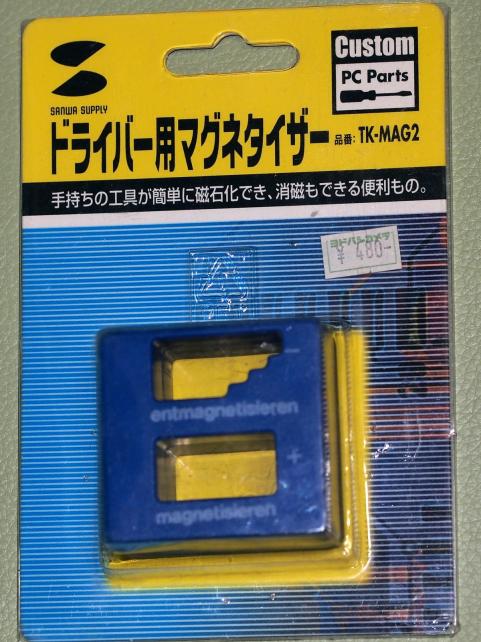 Custom
PC Parts
SANWA SUPPLY
ドライバー用マグネタイザー 品番: TK-MAG2
手持ちの工具が簡単に磁石化でき、消磁もできる便利もの。
ヨドバシカメラ
¥ 480-
−
entmagnetisieren
+
magnetisieren